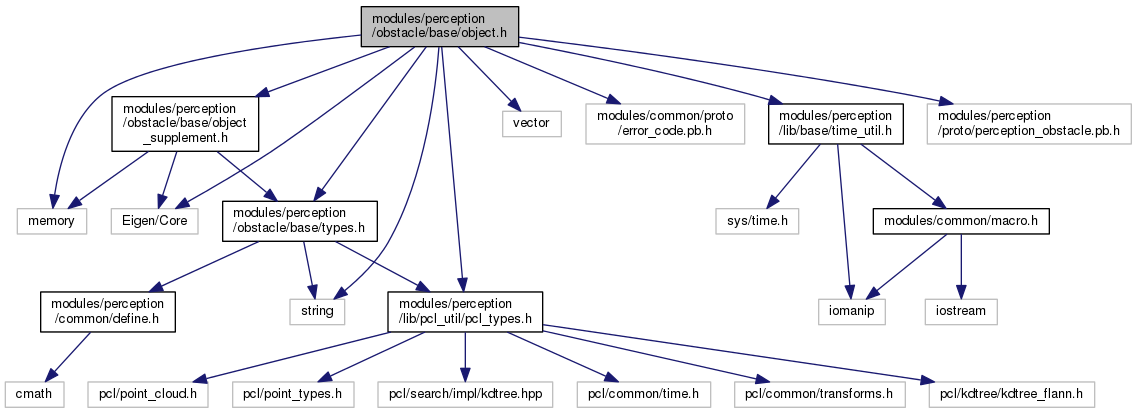 modules/perception
/obstacle/base/object.h
modules/perception
/obstacle/base/object
_supplement.h
vector
modules/common/proto
/error_code.pb.h
modules/perception
/lib/base/time_util.h
modules/perception
/proto/perception_obstacle.pb.h
memory
Eigen/Core
modules/perception
/obstacle/base/types.h
sys/time.h
modules/common/macro.h
modules/perception
/common/define.h
string
modules/perception
/lib/pcl_util/pcl_types.h
iomanip
iostream
cmath
pcl/point_cloud.h
pcl/point_types.h
pcl/search/impl/kdtree.hpp
pcl/common/time.h
pcl/common/transforms.h
pcl/kdtree/kdtree_flann.h